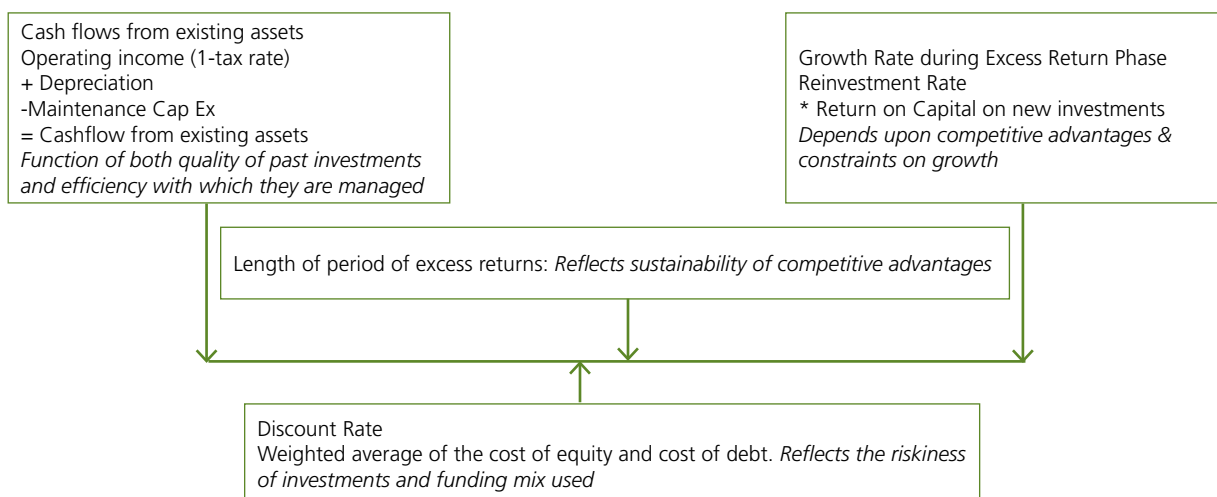 Cash flows from existing assets
Operating income (1-tax rate)
+ Depreciation
-Maintenance Cap Ex
= Cashflow from existing assets
Function of both quality of past investments
and efficiency with which they are managed
Growth Rate during Excess Return Phase
Reinvestment Rate
* Return on Capital on new investments
Depends upon competitive advantages &
constraints on growth
Length of period of excess returns: Reflects sustainability of competitive advantages
Discount Rate
Weighted average of the cost of equity and cost of debt. Reflects the riskiness
of investments and funding mix used